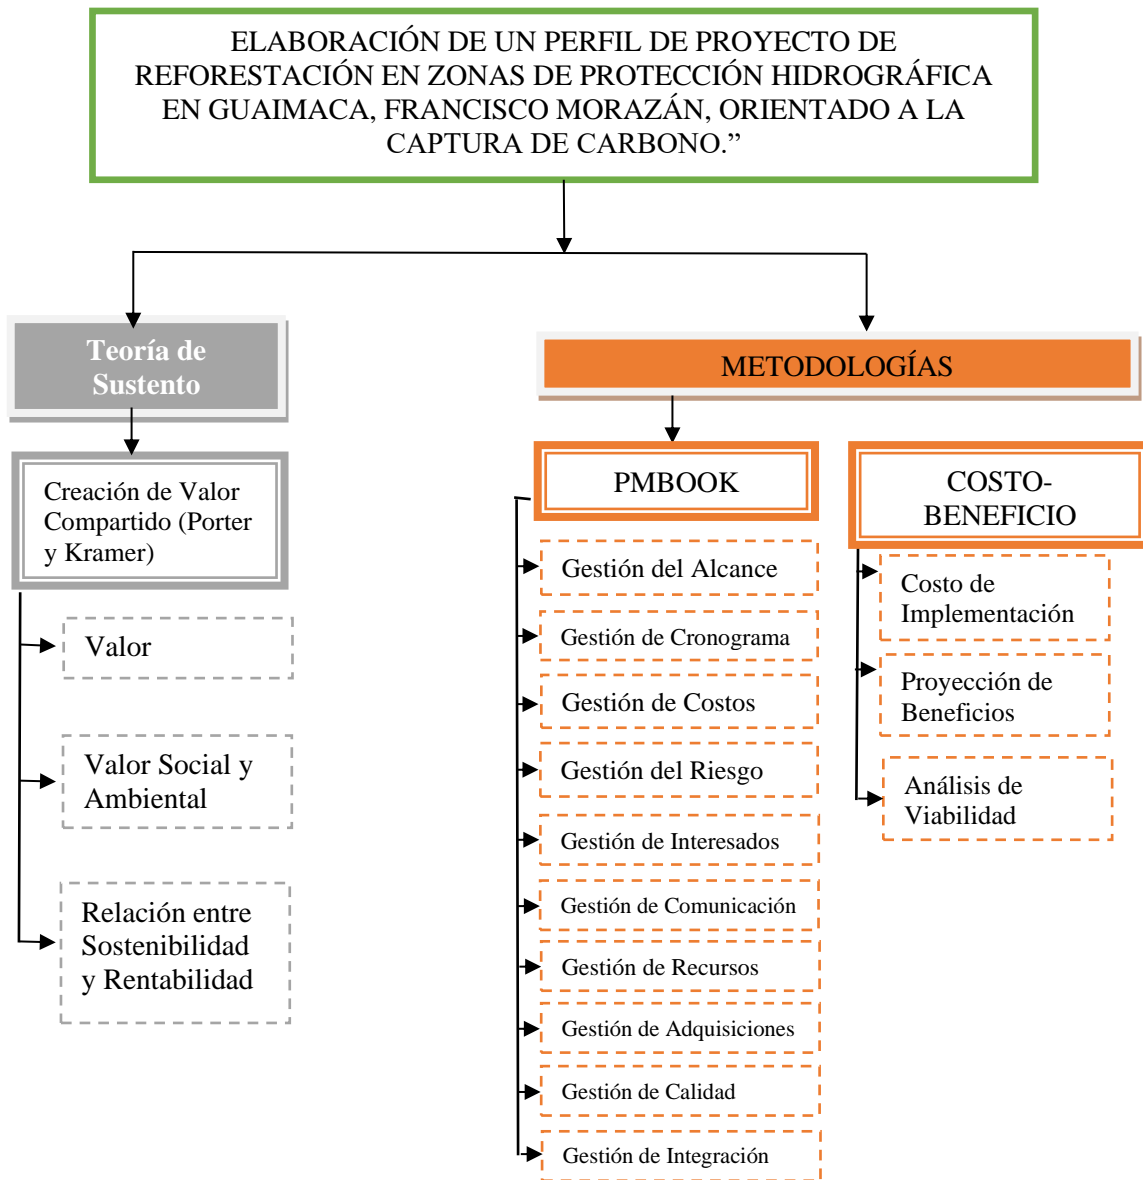 ELABORACIÓN DE UN PERFIL DE PROYECTO DE
REFORESTACIÓN EN ZONAS DE PROTECCIÓN HIDROGRÁFICA
EN GUAIMACA, FRANCISCO MORAZÁN, ORIENTADO A LA
CAPTURA DE CARBONO.”
Teoría de
Sustento
Creación de Valor
Compartido (Porter
y Kramer)
Valor
Valor Social y
Ambiental
Relación entre
Sostenibilidad
y Rentabilidad
METODOLOGÍAS
PMBOOK
Gestión del Alcance
Gestión de Cronograma
Gestión de Costos
Gestión del Riesgo
Gestión de Interesados
Gestión de Comunicación
Gestión de Recursos
Gestión de Adquisiciones
Gestión de Calidad
Gestión de Integración
COSTO-
BENEFICIO
Costo de
Implementación
Proyección de
Beneficios
Análisis de
Viabilidad